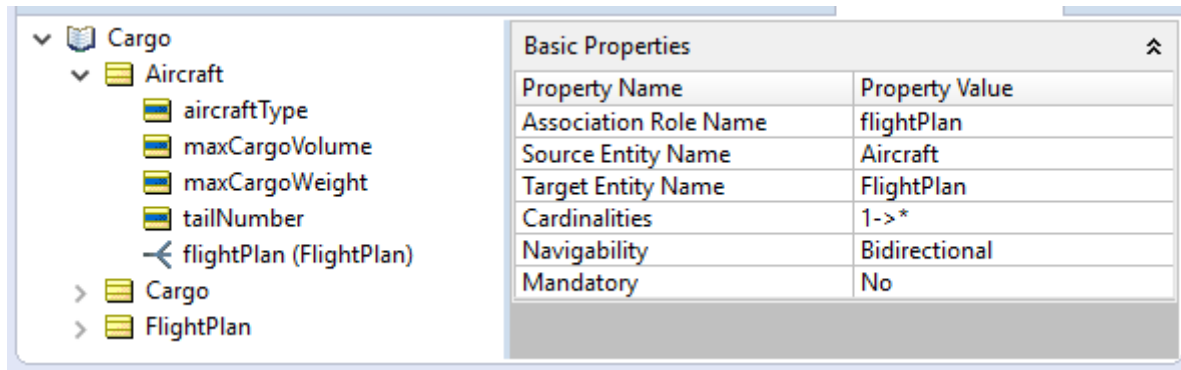 Cargo
Aircraft
aircraftType
maxCargoVolume
maxCargoWeight
tailNumber
flightPlan (FlightPlan)
Cargo
FlightPlan
Basic Properties
Property Name Property Value
Association Role Name flightPlan
Source Entity Name Aircraft
Target Entity Name FlightPlan
Cardinalities 1->*
Navigability Bidirectional
Mandatory No